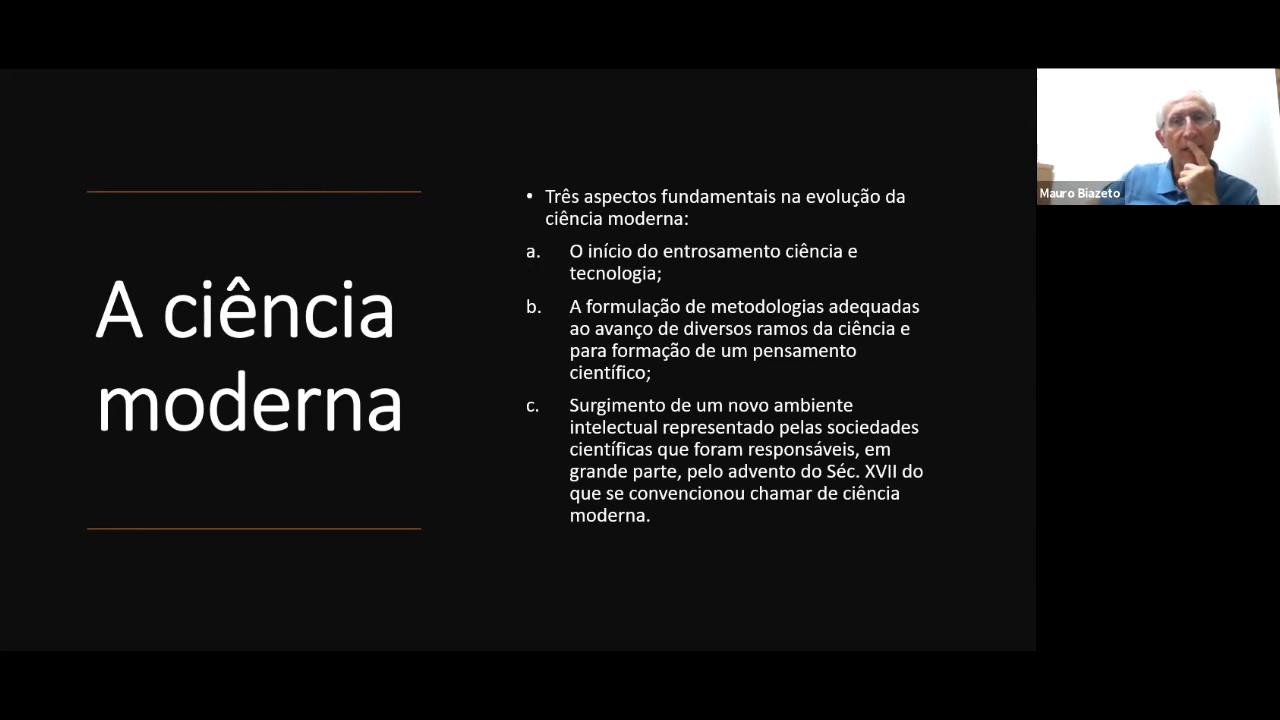 A ciência
moderna
• Três aspectos fundamentais na evolução da
ciência moderna:
a. O início do entrosamento ciência e
tecnologia;
b. A formulação de metodologias adequadas
ao avanço de diversos ramos da ciência e
para formação de um pensamento
científico;
c. Surgimento de um novo ambiente
intelectual representado pelas sociedades
científicas que foram responsáveis, em
grande parte, pelo advento do Séc. XVII do
que se convencionou chamar de ciência
moderna.
Mauro Biazeto